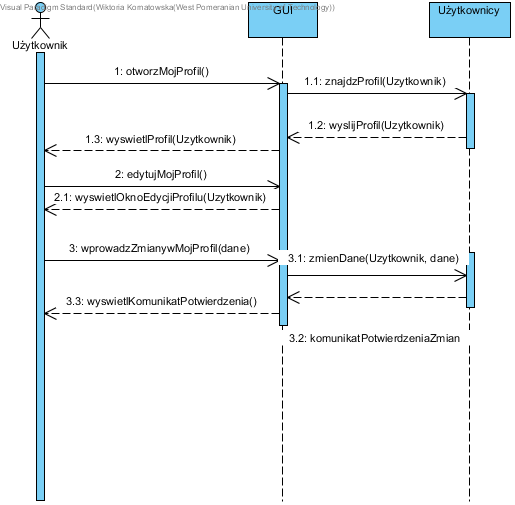 Visual Paradigm Standard(Wiktoria Kornatowska(West Pomeranian University of Technology))
GUI
Użytkownicy
Użytkownik
1: otworzMojProfil()
1.1: znajdzProfil(Uzytkownik)
1.2: wyslijProfil(Uzytkownik)
1.3: wyswietlProfil(Uzytkownik)
2: edytujMojProfil()
2.1: wyswietlOknoEdycjiProfilu(Uzytkownik)
3: wprowadzZmianywMojProfil(dane)
3.1: zmienDane(Uzytkownik, dane)
3.3: wyswietlKomunikatPotwierdzenia()
3.2: komunikatPotwierdzeniaZmian